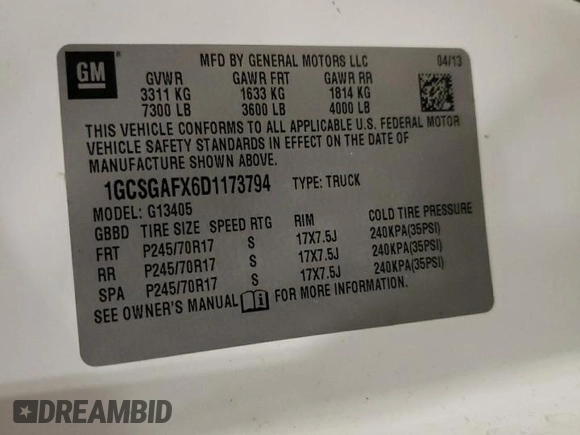 GM
MFD BY GENERAL MOTORS LLC 04/13
GVWR GAWR FRT GAWR RR
3311 KG 1633 KG 1814 KG
7300 LB 3600 LB 4000 LB
THIS VEHICLE CONFORMS TO ALL APPLICABLE U.S. FEDERAL MOTOR
VEHICLE SAFETY STANDARDS IN EFFECT ON THE DATE OF
MANUFACTURE SHOWN ABOVE.
1GCSGAFX6D1173794 TYPE: TRUCK
MODEL: G13405
GBBD TIRE SIZE SPEED RTG RIM COLD TIRE PRESSURE
FRT P245/70R17 S 17X7.5J 240KPA(35PSI)
RR P245/70R17 S 17X7.5J 240KPA(35PSI)
SPA P245/70R17 S 17X7.5J 240KPA(35PSI)
SEE OWNER'S MANUAL FOR MORE INFORMATION.
DREAMBID